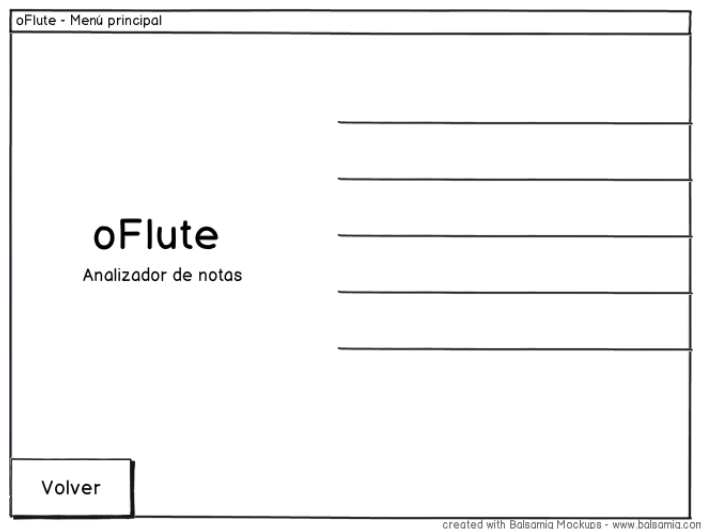 oFlute - Menú principal
oFlute
Analizador de notas
Volver
created with Balsamiq Mockups - www.balsamiq.com